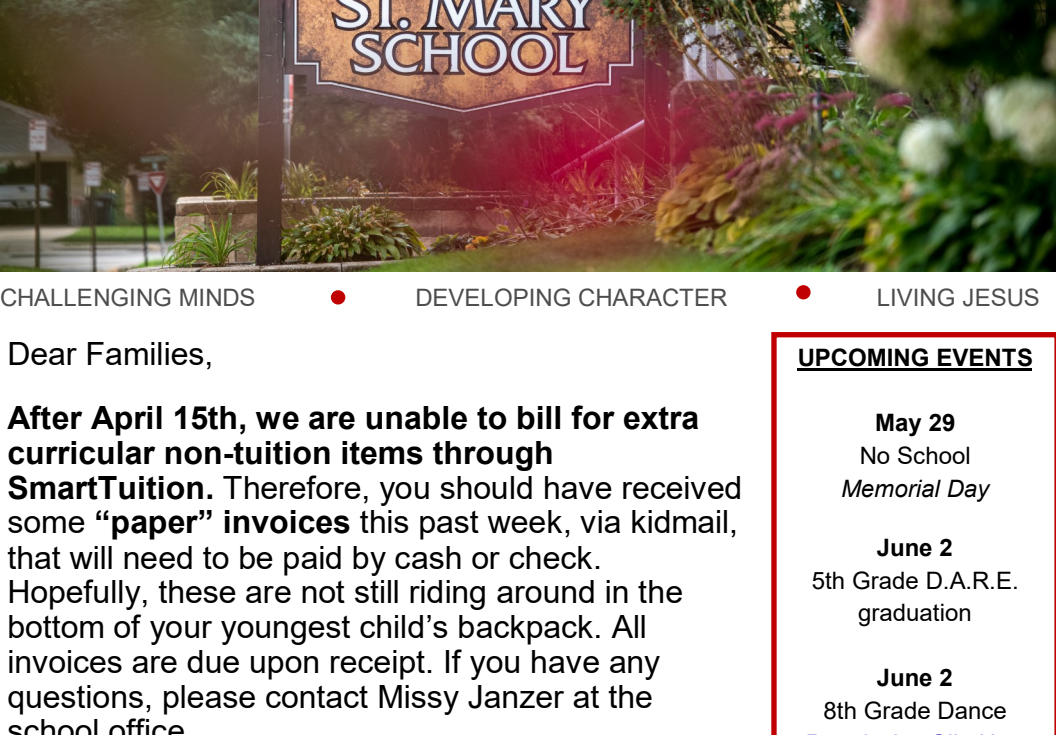 ST. MARY
SCHOOL
CHALLENGING MINDS • DEVELOPING CHARACTER • LIVING JESUS
Dear Families,
After April 15th, we are unable to bill for extra
curricular non-tuition items through
SmartTuition. Therefore, you should have received
some “paper” invoices this past week, via kidmail,
that will need to be paid by cash or check.
Hopefully, these are not still riding around in the
bottom of your youngest child’s backpack. All
invoices are due upon receipt. If you have any
questions, please contact Missy Janzer at the
school office
UPCOMING EVENTS
May 29
No School
Memorial Day
June 2
5th Grade D.A.R.E.
graduation
June 2
8th Grade Dance